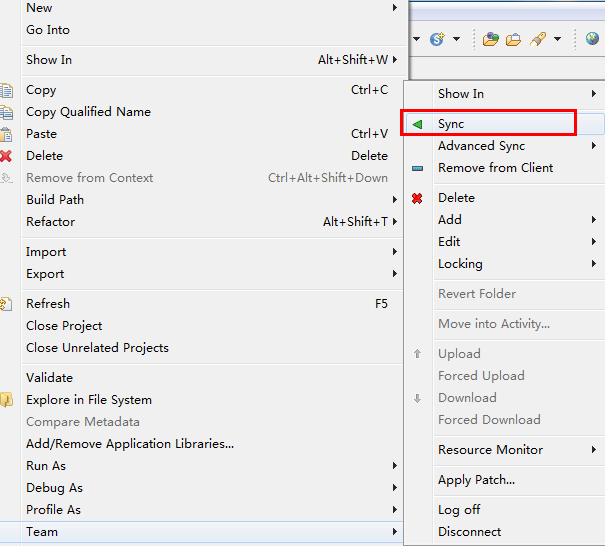 New
Go Into
Show In Alt+Shift+W
Copy Ctrl+C
Copy Qualified Name
Paste Ctrl+V
Delete Delete
Remove from Context Ctrl+Alt+Shift+Down
Build Path
Refactor Alt+Shift+T
Import
Export
Refresh F5
Close Project
Close Unrelated Projects
Validate
Explore in File System
Compare Metadata
Add/Remove Application Libraries...
Run As
Debug As
Profile As
Team
Show In
Sync
Advanced Sync
Remove from Client
Delete
Add
Edit
Locking
Revert Folder
Move into Activity...
Upload
Forced Upload
Download
Forced Download
Resource Monitor
Apply Patch...
Log off
Disconnect